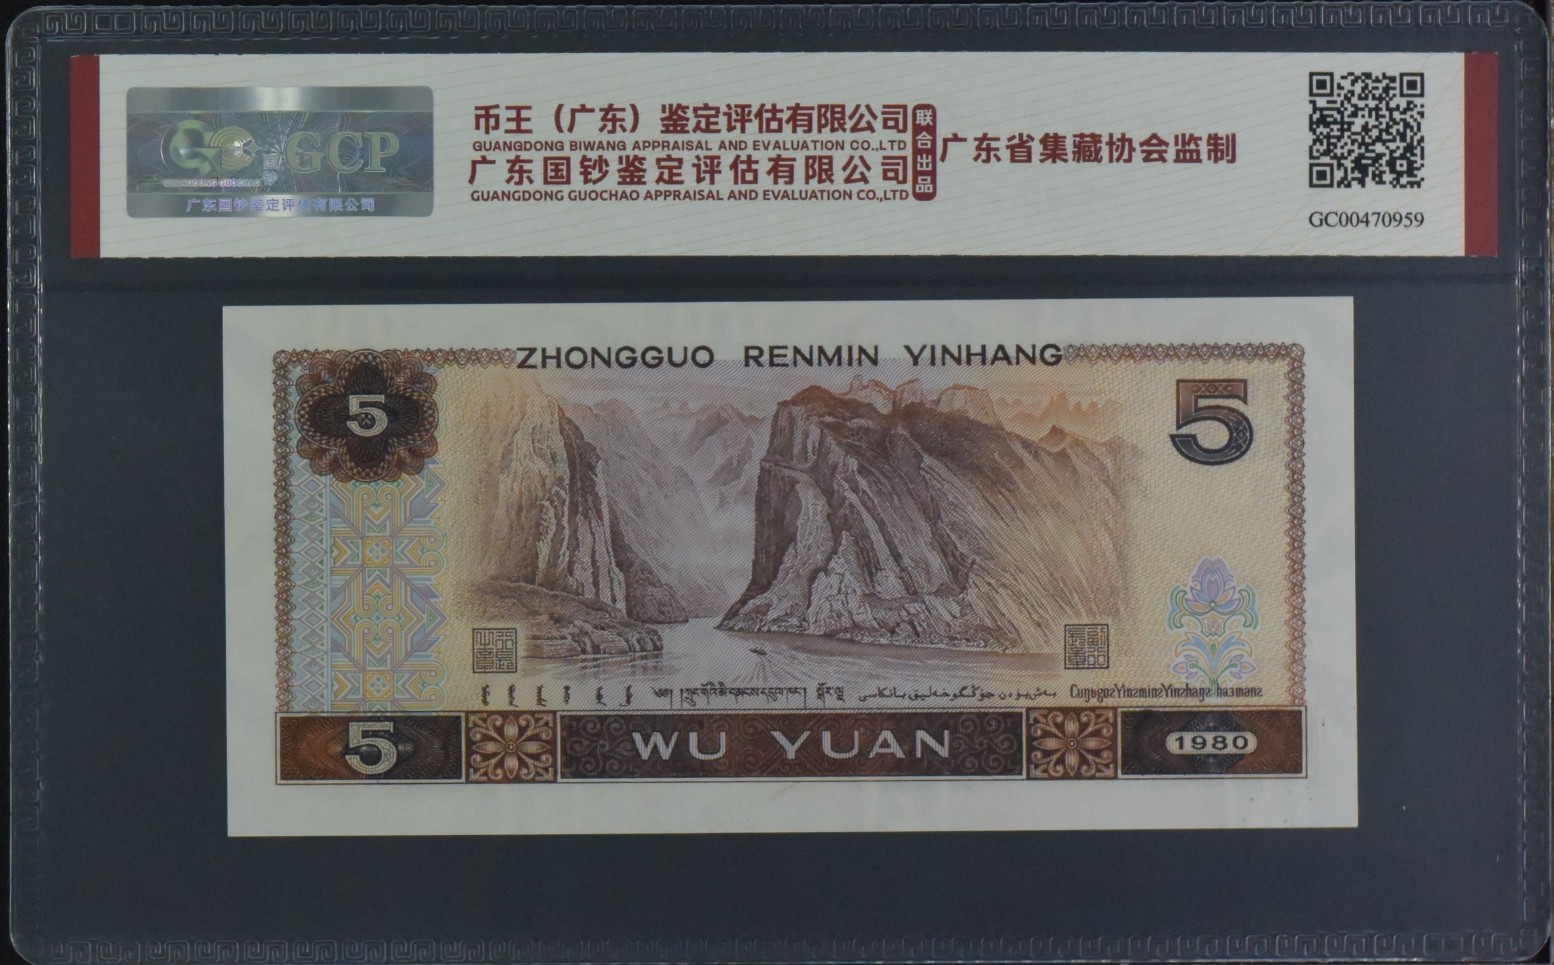 GCP
广东国钞鉴定评估有限公司
币王（广东）鉴定评估有限公司
GUANGDONG BIWANG APPRAISAL AND EVALUATION CO.,LTD
广东国钞鉴定评估有限公司
GUANGDONG GUOCHAO APPRAISAL AND EVALUATION CO.,LTD
联合出品
广东省集藏协会监制
GC00470959
ZHONGGUO RENMIN YINHANG
5
5
5
WU YUAN
1980